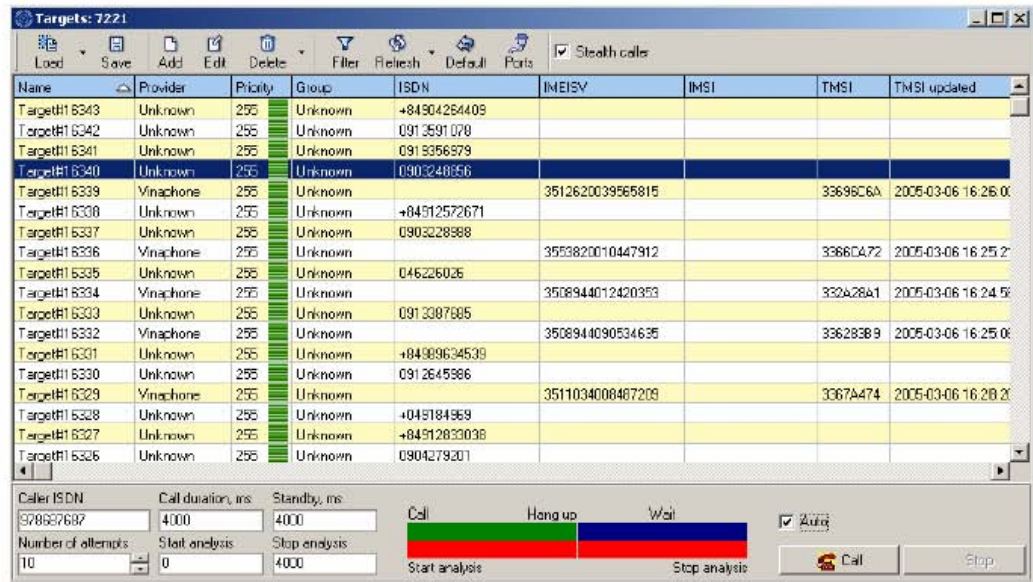 Targets: 7221
Load Save Add Edit Delete Filter Refresh Default Ports Stealth caller
Name Provider Priority Group ISDN IMEISV IMSI TMSI TMSI updated
Target#16343 Unknown 255 Unknown +84904264409
Target#16342 Unknown 255 Unknown 0913591078
Target#16341 Unknown 255 Unknown 0919356979
Target#16340 Unknown 255 Unknown 0903248656
Target#16339 Vinaphone 255 Unknown 3512620039565815 33696C6A 2005-03-06 16:26:00
Target#16338 Unknown 255 Unknown +84912572671
Target#16337 Unknown 255 Unknown 0903228988
Target#16336 Vinaphone 255 Unknown 3553820010447912 3366CA72 2005-03-06 16:25:2
Target#16335 Unknown 255 Unknown 046226026
Target#16334 Vinaphone 255 Unknown 3508944012420353 332A28A1 2005-03-06 16:24:58
Target#16333 Unknown 255 Unknown 0913387685
Target#16332 Vinaphone 255 Unknown 3508944090534635 336283B9 2005-03-06 16:25:08
Target#16331 Unknown 255 Unknown +84989634539
Target#16330 Unknown 255 Unknown 0912645986
Target#16329 Vinaphone 255 Unknown 3511034008487209 3367A474 2005-03-06 16:28:20
Target#16328 Unknown 255 Unknown +049184969
Target#16327 Unknown 255 Unknown +84912833038
Target#16326 Unknown 255 Unknown 0904279201
Caller ISDN Call duration, ms Standby, ms
978687687 4000 4000
Call Hang up Wait
Auto
Number of attempts Start analysis Stop analysis
10 0 4000
Start analysis Stop analysis
Call Stop